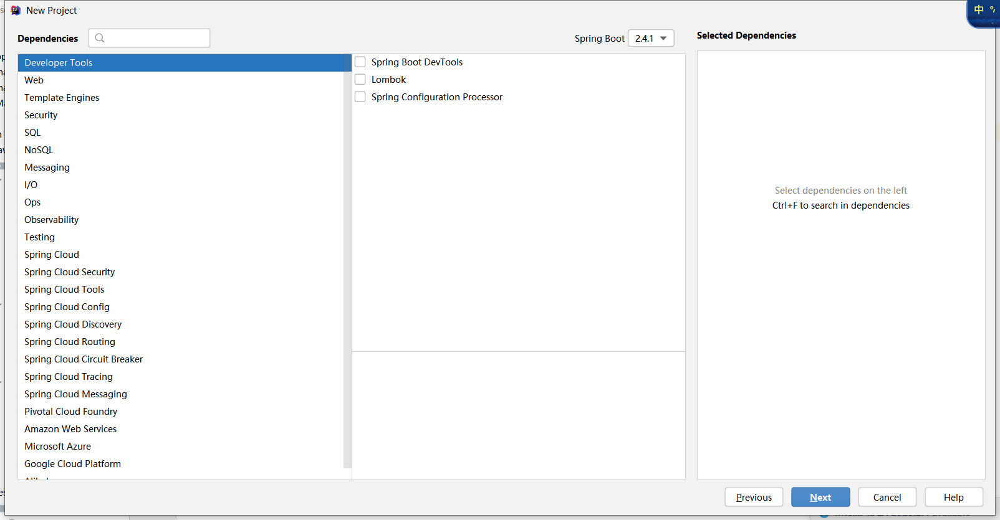 New Project
中
Dependencies
Spring Boot 2.4.1
Selected Dependencies
Developer Tools
Web
Template Engines
Security
SQL
NoSQL
Messaging
I/O
Ops
Observability
Testing
Spring Cloud
Spring Cloud Security
Spring Cloud Tools
Spring Cloud Config
Spring Cloud Discovery
Spring Cloud Routing
Spring Cloud Circuit Breaker
Spring Cloud Tracing
Spring Cloud Messaging
Pivotal Cloud Foundry
Amazon Web Services
Microsoft Azure
Google Cloud Platform
Spring Boot DevTools
Lombok
Spring Configuration Processor
Select dependencies on the left
Ctrl+F to search in dependencies
Previous
Next
Cancel
Help